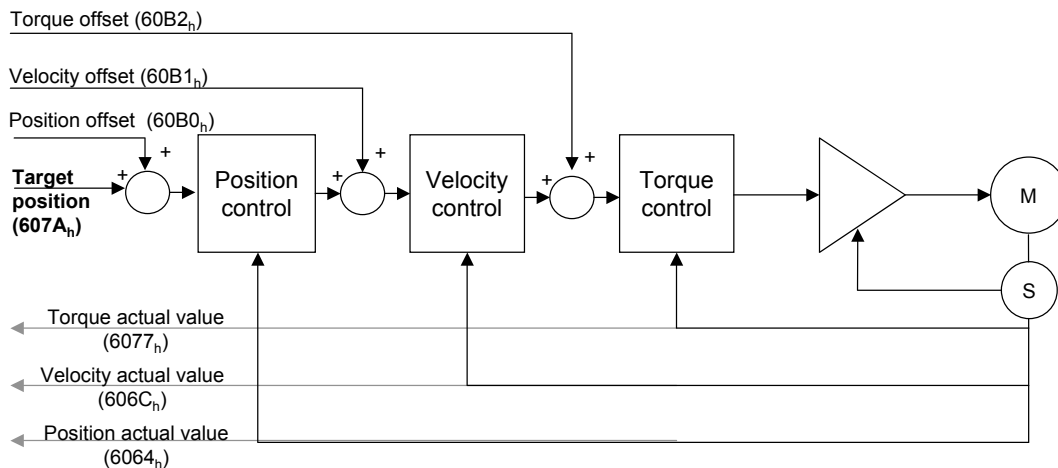 Torque offset (60B2h)
Velocity offset (60B1h)
Position offset (60B0h)
+
+
+
+
+
+
Target
position
(607Ah)
Position
control
Velocity
control
Torque
control
M
S
Torque actual value
(6077h)
Velocity actual value
(606Ch)
Position actual value
(6064h)